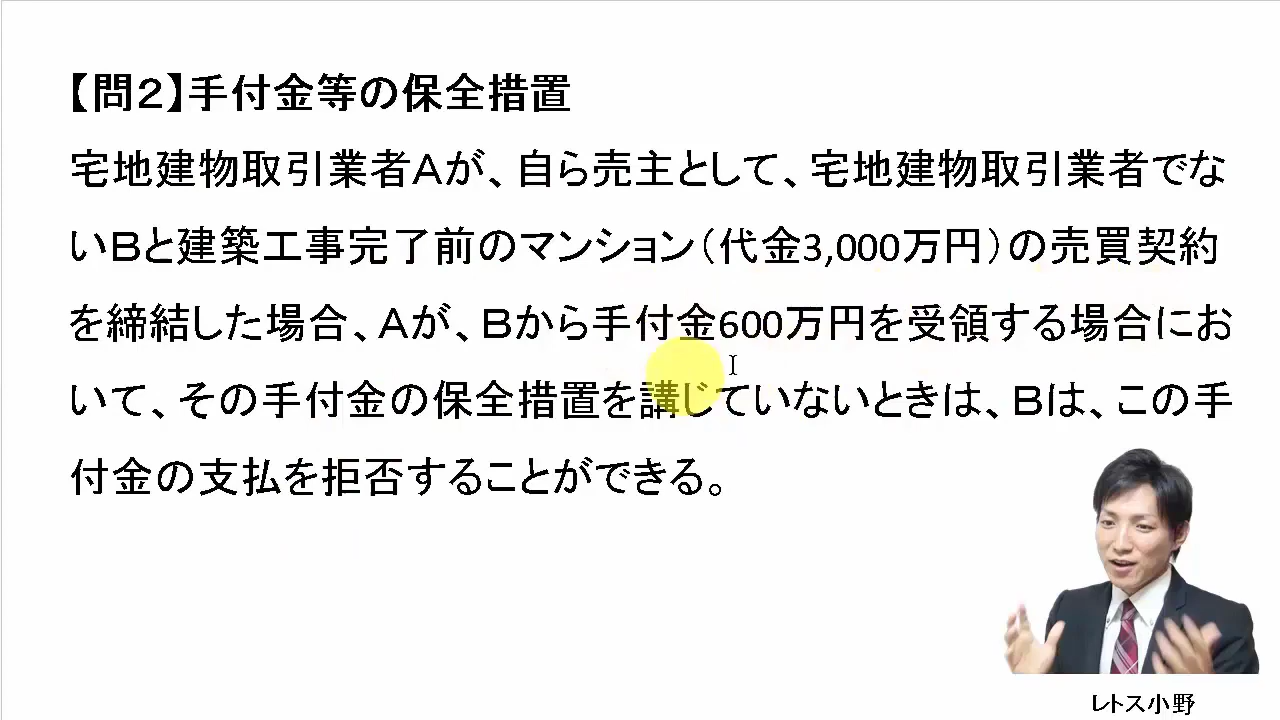 【問２】手付金等の保全措置
宅地建物取引業者Ａが、自ら売主として、宅地建物取引業者でな
いＢと建築工事完了前のマンション（代金3,000万円）の売買契約
を締結した場合、Ａが、Ｂから手付金600万円を受領する場合にお
いて、その手付金の保全措置を講じていないときは、Ｂは、この手
付金の支払を拒否することができる。
レトス小野